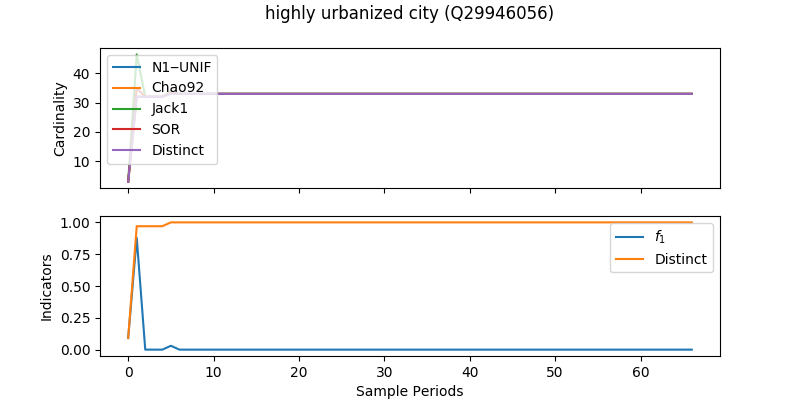 highly urbanized city (Q29946056)
Cardinality
40
30
20
10
N1−UNIF
Chao92
Jack1
SOR
Distinct
Indicators
1.00
0.75
0.50
0.25
0.00
f1
Distinct
0 10 20 30 40 50 60
Sample Periods